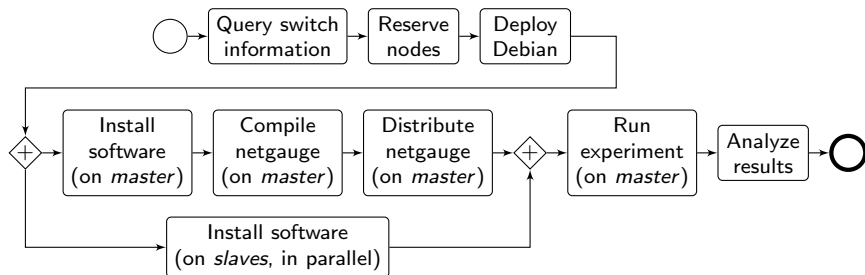 Query switch
information
Reserve
nodes
Deploy
Debian
Install
software
(on master)
Compile
netgauge
(on master)
Distribute
netgauge
(on master)
Run
experiment
(on master)
Analyze
results
Install software
(on slaves, in parallel)